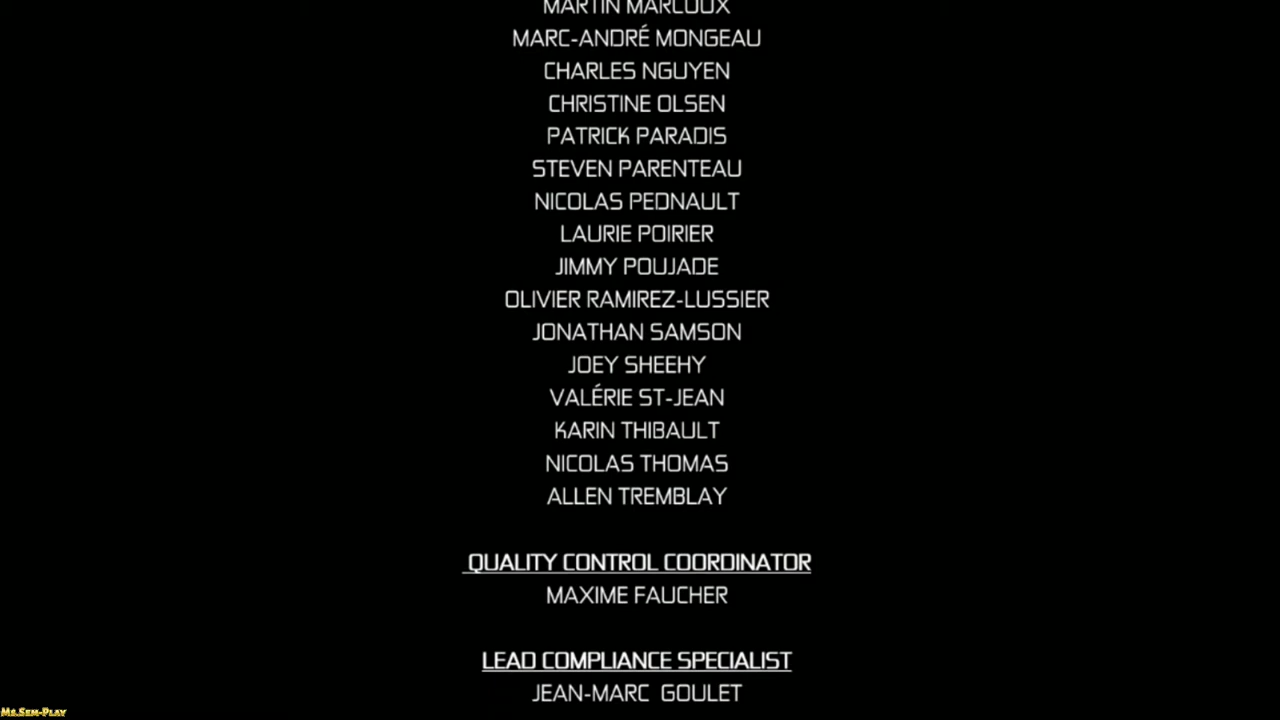 MARTIN MARCOUX
MARC-ANDRÉ MONGEAU
CHARLES NGUYEN
CHRISTINE OLSEN
PATRICK PARADIS
STEVEN PARENTEAU
NICOLAS PEDNAULT
LAURIE POIRIER
JIMMY POUJADE
OLIVIER RAMIREZ-LUSSIER
JONATHAN SAMSON
JOEY SHEEHY
VALÉRIE ST-JEAN
KARIN THIBAULT
NICOLAS THOMAS
ALLEN TREMBLAY
QUALITY CONTROL COORDINATOR
MAXIME FAUCHER
LEAD COMPLIANCE SPECIALIST
JEAN-MARC GOULET
Ms.Sem-Play